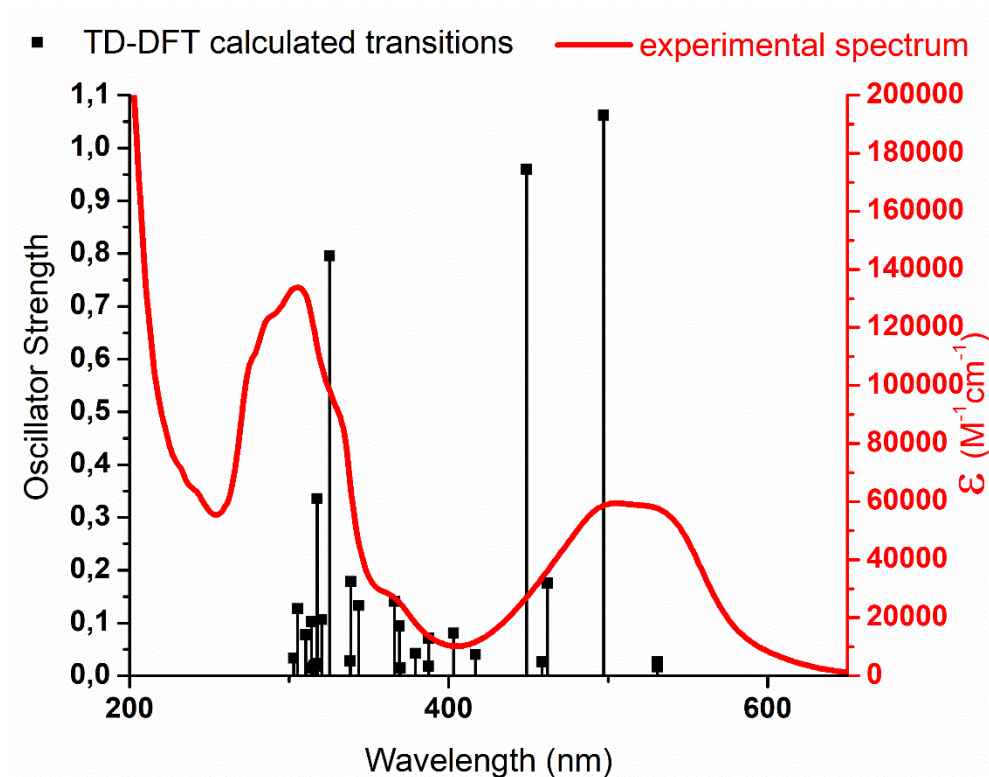 TD-DFT calculated transitions experimental spectrum
1,1 200000
1,0 180000
0,9 160000
0,8 140000
0,7 120000
0,6 100000
0,5 80000
0,4 60000
0,3 40000
0,2 20000
0,1 0
0,0
Oscillator Strength
ε (M⁻¹cm⁻¹)
200 400 600
Wavelength (nm)